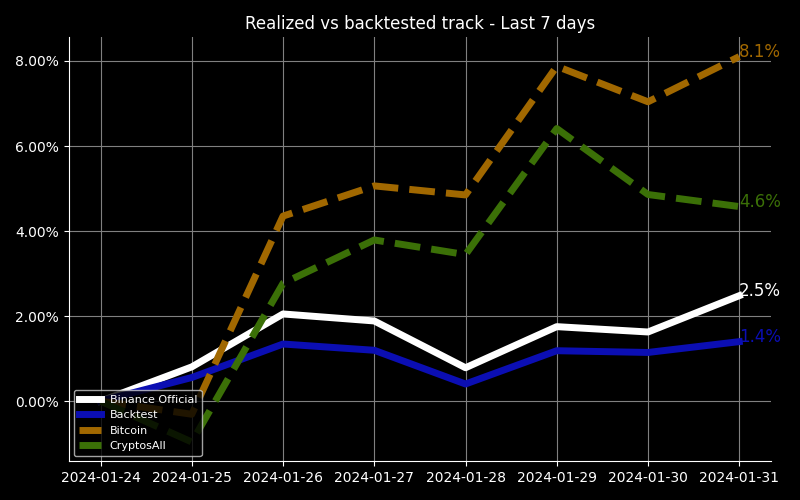 Realized vs backtested track - Last 7 days
8.00%
6.00%
4.00%
2.00%
0.00%
8.1%
4.6%
2.5%
1.4%
Binance Official
Backtest
Bitcoin
CryptosAll
2024-01-24 2024-01-25 2024-01-26 2024-01-27 2024-01-28 2024-01-29 2024-01-30 2024-01-31